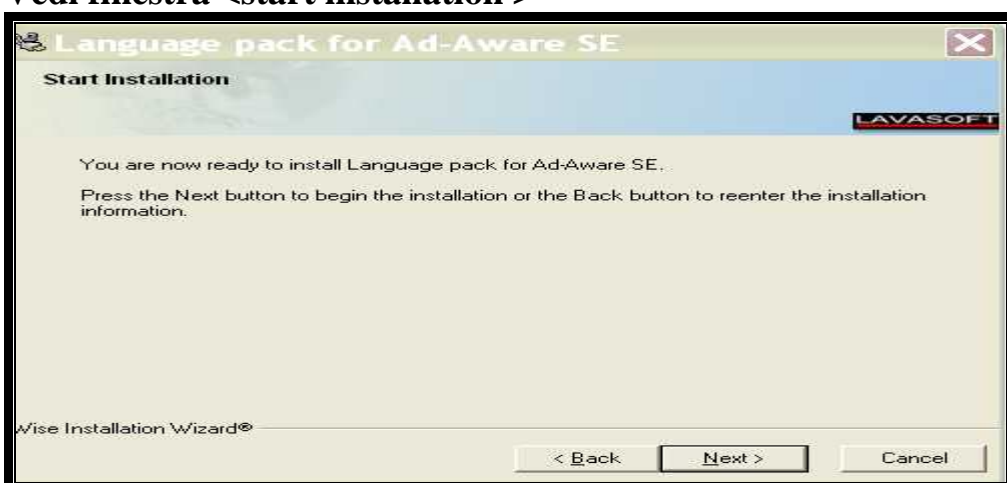 Vedi finestra <start installation >
Language pack for Ad-Aware SE
Start Installation
LAVASOFT
You are now ready to install Language pack for Ad-Aware SE.
Press the Next button to begin the installation or the Back button to reenter the installation
information.
Wise Installation Wizard®
< Back Next > Cancel